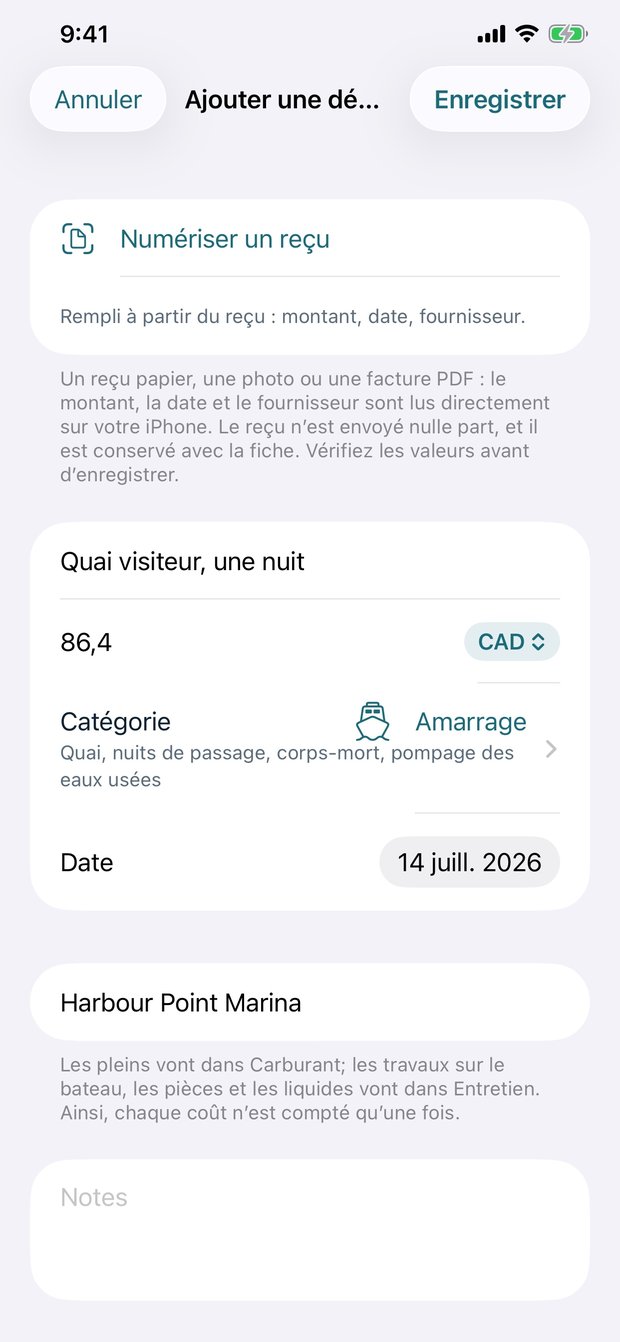 9:41
Annuler
Ajouter une dé...
Enregistrer
Numériser un reçu
Rempli à partir du reçu : montant, date, fournisseur.
Un reçu papier, une photo ou une facture PDF : le
montant, la date et le fournisseur sont lus directement
sur votre iPhone. Le reçu n’est envoyé nulle part, et il
est conservé avec la fiche. Vérifiez les valeurs avant
d’enregistrer.
Quai visiteur, une nuit
86,4
CAD
Catégorie
Amarrage
Quai, nuits de passage, corps-mort, pompage des
eaux usées
Date
14 juill. 2026
Harbour Point Marina
Les pleins vont dans Carburant; les travaux sur le
bateau, les pièces et les liquides vont dans Entretien.
Ainsi, chaque coût n’est compté qu’une fois.
Notes